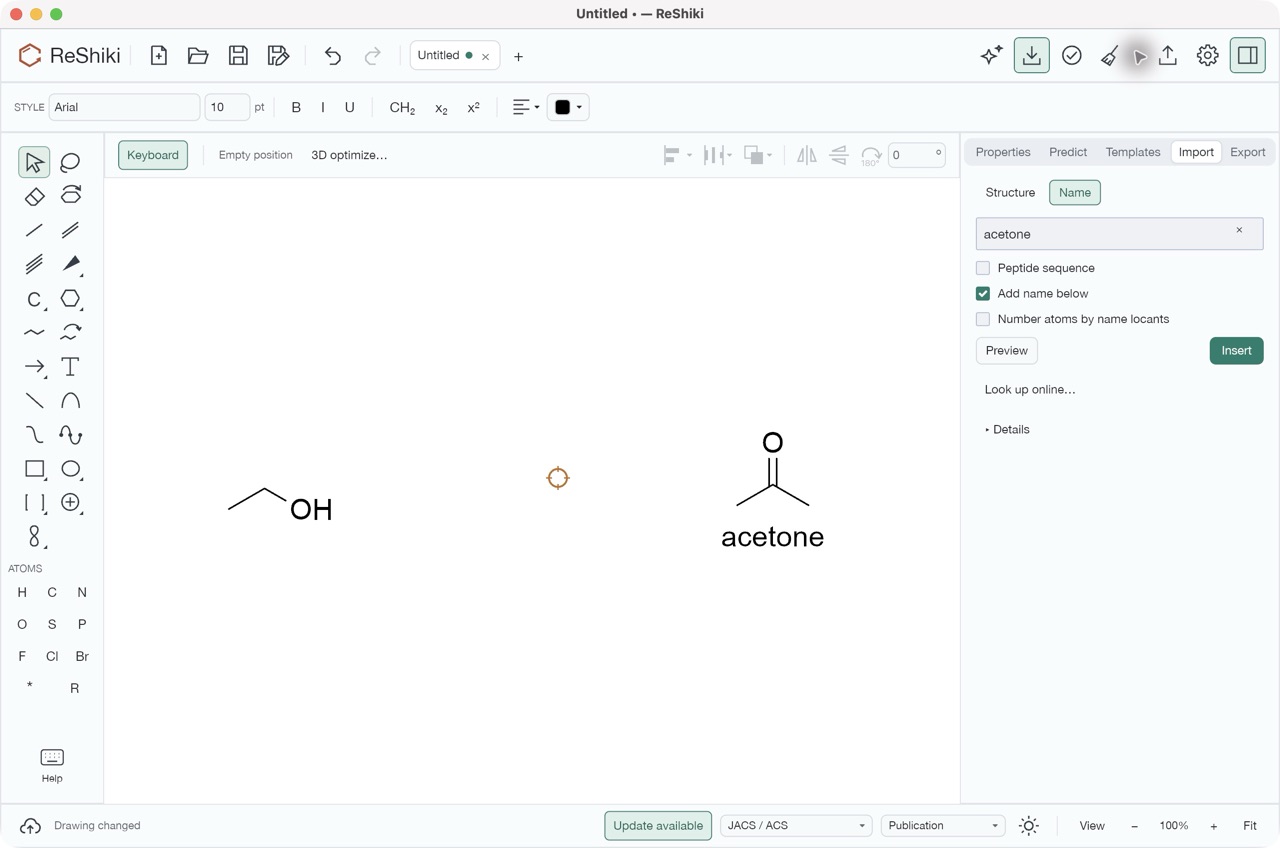 Untitled • — ReShiki
ReShiki
Untitled
STYLE Arial 10 pt B I U CH₂ x₂ x²
Keyboard Empty position 3D optimize... 180° 0 °
Properties Predict Templates Import Export
Structure Name
acetone
Peptide sequence
Add name below
Number atoms by name locants
Preview Insert
Look up online...
Details
C
T
O
OH
acetone
ATOMS
H C N
O S P
F Cl Br
* R
Help
Drawing changed Update available JACS / ACS Publication View − 100% + Fit